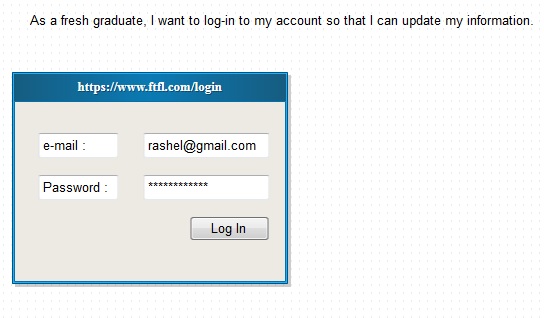 As a fresh graduate, I want to log-in to my account so that I can update my information.
https://www.ftfl.com/login
e-mail : rashel@gmail.com
Password : ************
Log In